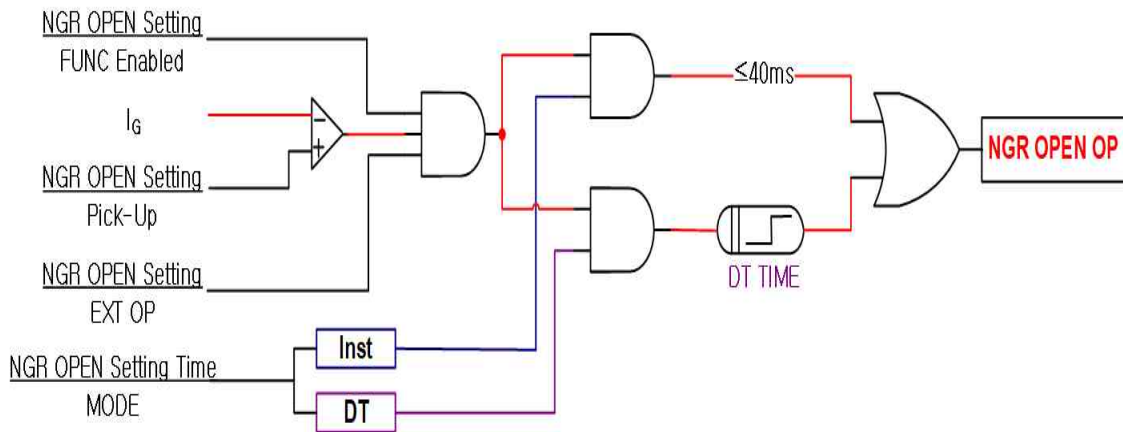 NGR OPEN Setting
FUNC Enabled
I_G
NGR OPEN Setting
Pick-Up
NGR OPEN Setting
EXT OP
NGR OPEN Setting Time
MODE
Inst
DT
−
+
≤40ms
DT TIME
NGR OPEN OP